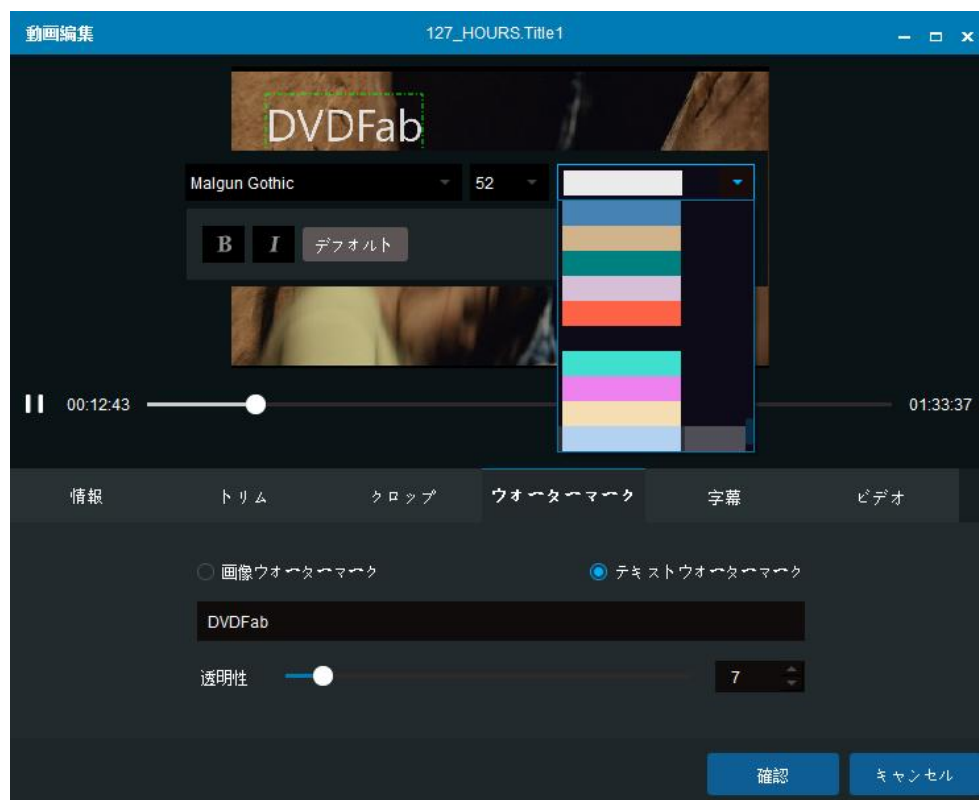 動画編集 127_HOURS.Title1
DVDFab
Malgun Gothic 52
B I デフォルト
00:12:43 01:33:37
情報 トリム クロップ ウォーターマーク 字幕 ビデオ
画像ウォーターマーク テキストウォーターマーク
DVDFab
透明性 7
確認 キャンセル